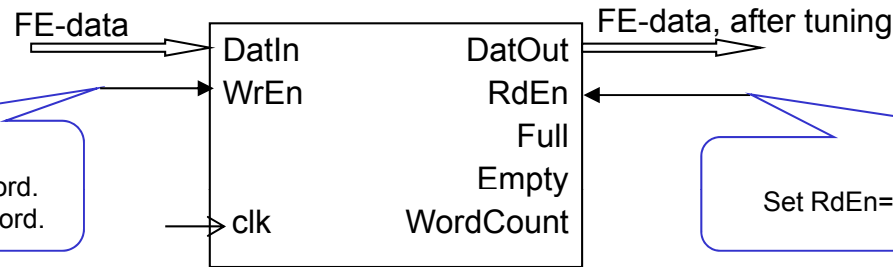 FE-data
FE-data, after tuning
DatIn DatOut
WrEn RdEn
Full
Empty
clk WordCount
ord.
ord.
Set RdEn=